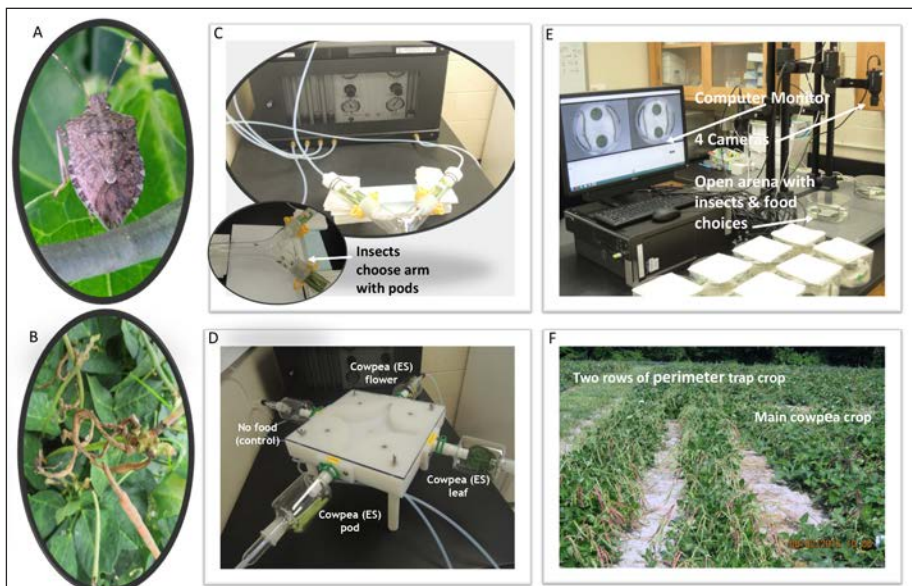 A
C
Insects
choose arm
with pods
E
Computer Monitor
4 Cameras
Open arena with
insects & food
choices
B
D
Cowpea (ES)
flower
No food
(control)
Cowpea (ES)
leaf
Cowpea (ES)
pod
F
Two rows of perimeter trap crop
Main cowpea crop